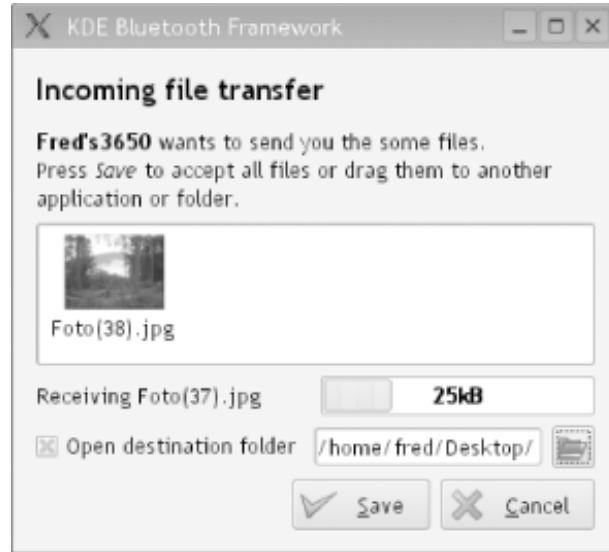 KDE Bluetooth Framework
Incoming file transfer
Fred's3650 wants to send you the some files.
Press Save to accept all files or drag them to another
application or folder.
Foto(38).jpg
Receiving Foto(37).jpg 25kB
Open destination folder /home/fred/Desktop/
Save Cancel